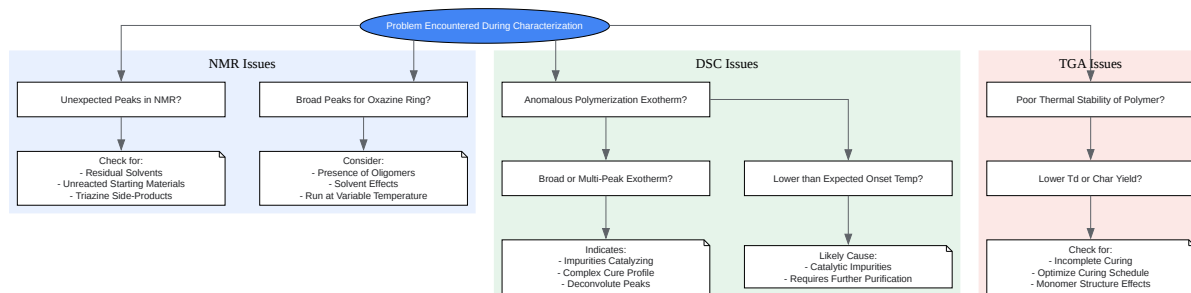 Problem Encountered During Characterization
NMR Issues
Unexpected Peaks in NMR?
Broad Peaks for Oxazine Ring?
Check for:
- Residual Solvents
- Unreacted Starting Materials
- Triazine Side-Products
Consider:
- Presence of Oligomers
- Solvent Effects
- Run at Variable Temperature
DSC Issues
Anomalous Polymerization Exotherm?
Broad or Multi-Peak Exotherm?
Lower than Expected Onset Temp?
Indicates:
- Impurities Catalyzing
- Complex Cure Profile
- Deconvolute Peaks
Likely Cause:
- Catalytic Impurities
- Requires Further Purification
TGA Issues
Poor Thermal Stability of Polymer?
Lower Td or Char Yield?
Check for:
- Incomplete Curing
- Optimize Curing Schedule
- Monomer Structure Effects